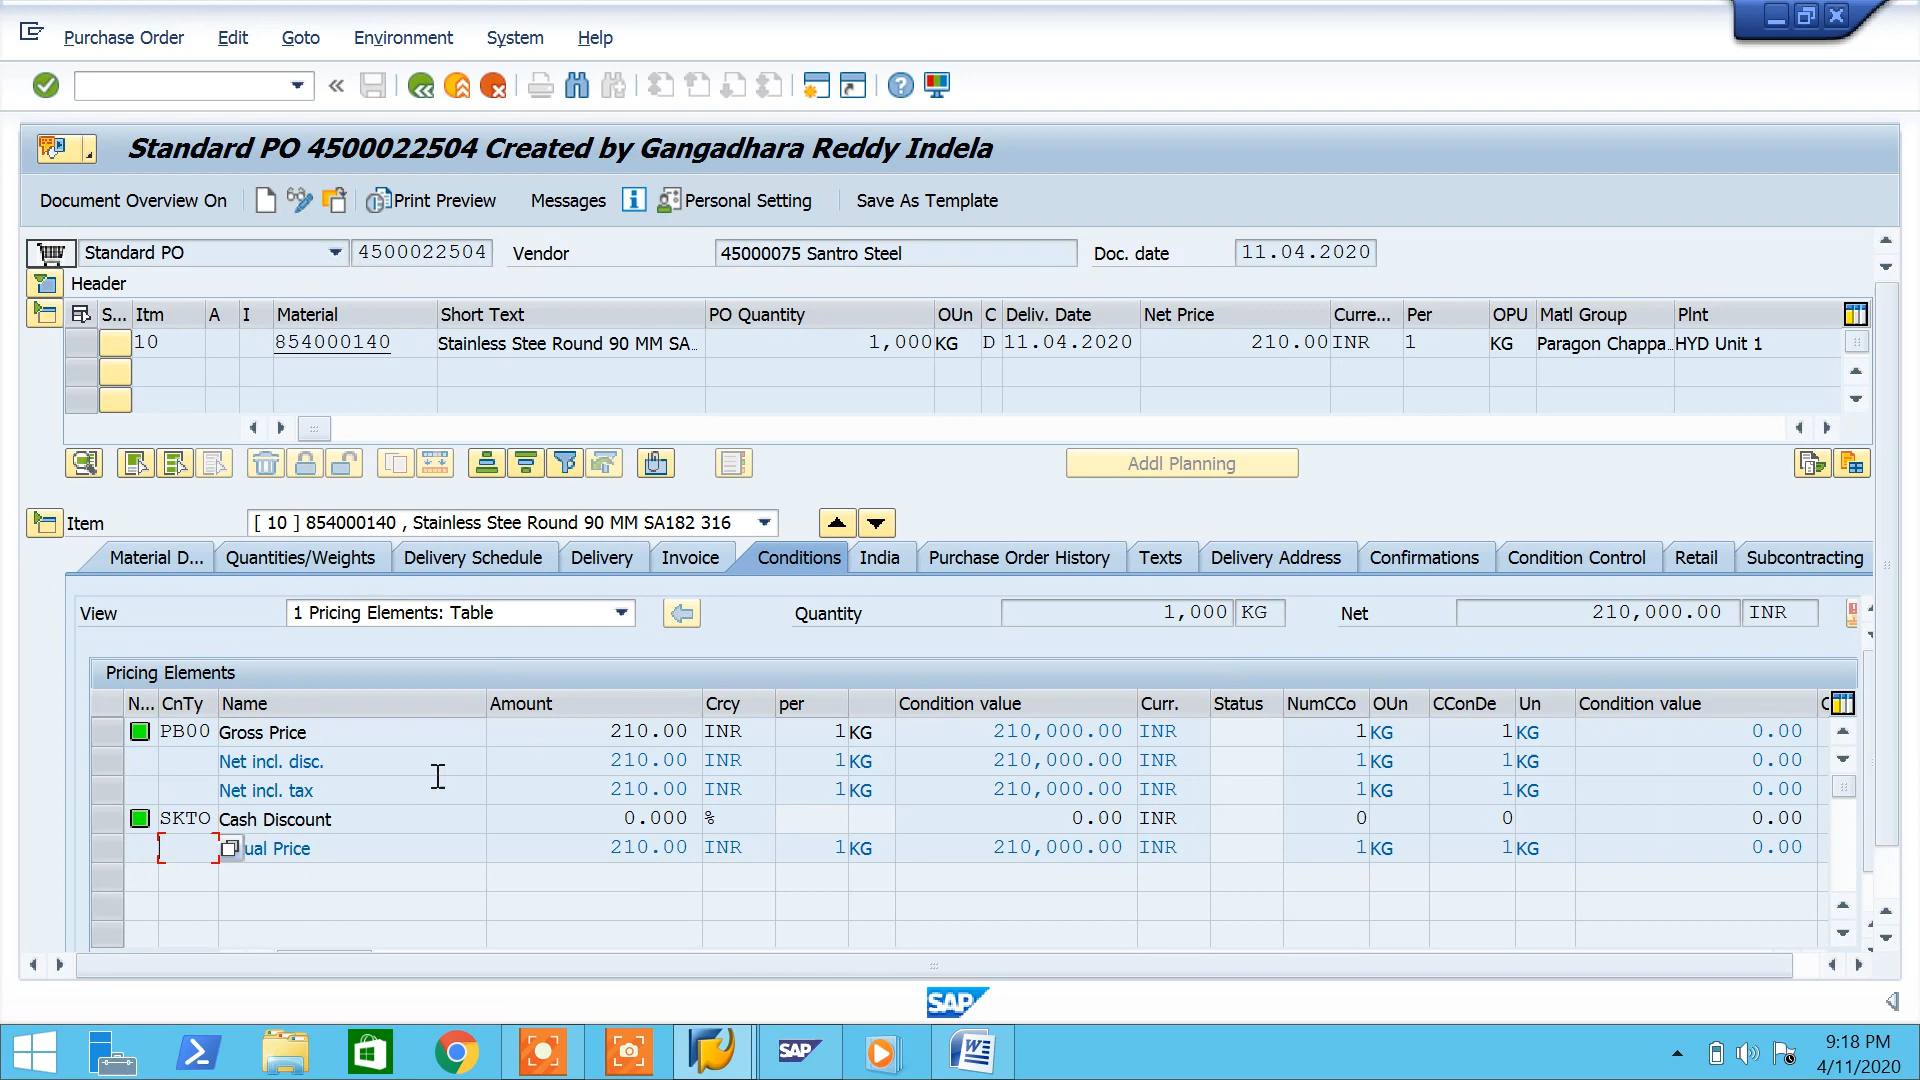 Purchase Order Edit Goto Environment System Help
Standard PO 4500022504 Created by Gangadhara Reddy Indela
Document Overview On Print Preview Messages Personal Setting Save As Template
Standard PO 4500022504 Vendor 45000075 Santro Steel Doc. date 11.04.2020
Header
S... Itm A I Material Short Text PO Quantity OUn C Deliv. Date Net Price Curre... Per OPU Matl Group Plnt
10 854000140 Stainless Stee Round 90 MM SA.. 1,000 KG D 11.04.2020 210.00 INR 1 KG Paragon Chappa.. HYD Unit 1
Addl Planning
Item [ 10 ] 854000140 , Stainless Stee Round 90 MM SA182 316
Material D... Quantities/Weights Delivery Schedule Delivery Invoice Conditions India Purchase Order History Texts Delivery Address Confirmations Condition Control Retail Subcontracting
View 1 Pricing Elements: Table Quantity 1,000 KG Net 210,000.00 INR
Pricing Elements
N... CnTy Name Amount Crcy per Condition value Curr. Status NumCCo OUn CConDe Un Condition value C
PB00 Gross Price 210.00 INR 1 KG 210,000.00 INR 1 KG 1 KG 0.00
Net incl. disc. 210.00 INR 1 KG 210,000.00 INR 1 KG 1 KG 0.00
Net incl. tax 210.00 INR 1 KG 210,000.00 INR 1 KG 1 KG 0.00
SKTO Cash Discount 0.000 % 0.00 INR 0 0 0.00
ual Price 210.00 INR 1 KG 210,000.00 INR 1 KG 1 KG 0.00
SAP
SAP
9:18 PM
4/11/2020